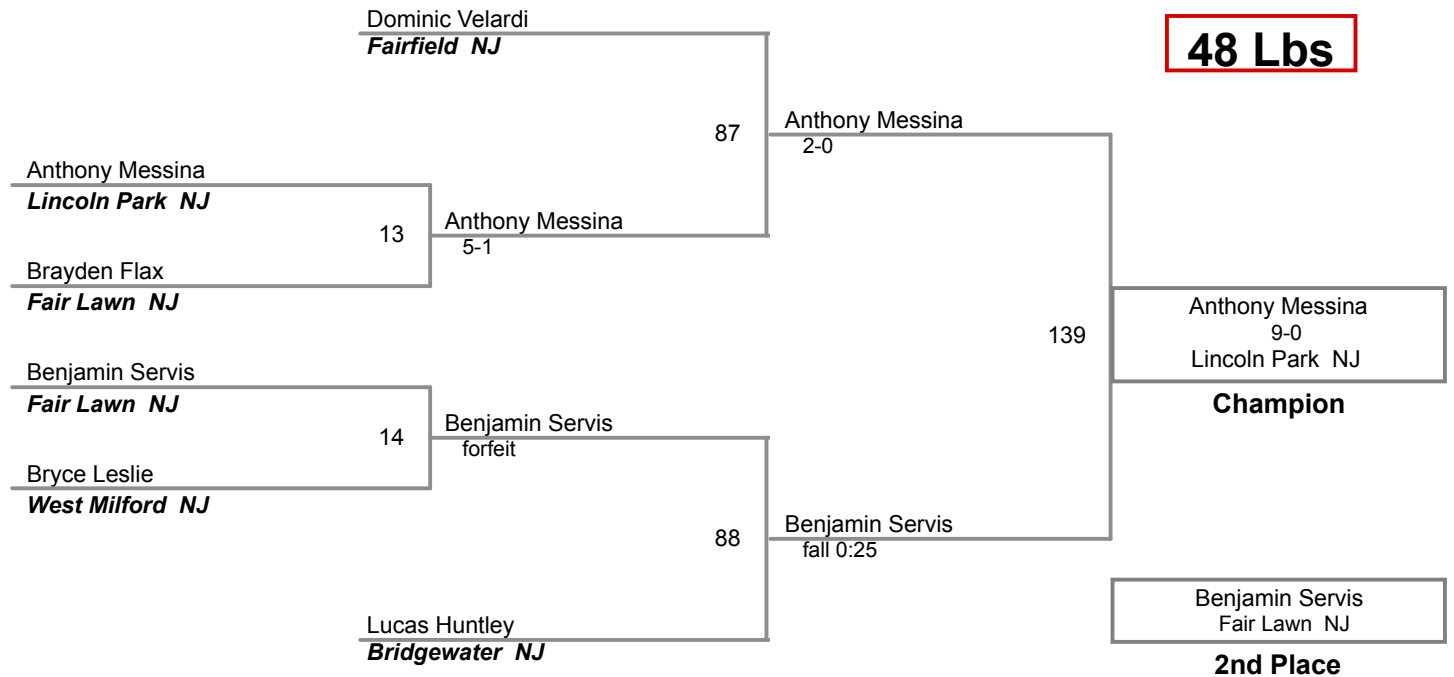 Dominic Velardi
Fairfield NJ
48 Lbs
87
Anthony Messina
2-0
Anthony Messina
Lincoln Park NJ
13
Anthony Messina
5-1
Brayden Flax
Fair Lawn NJ
139
Anthony Messina
9-0
Lincoln Park NJ
Champion
Benjamin Servis
Fair Lawn NJ
14
Benjamin Servis
forfeit
Bryce Leslie
West Milford NJ
88
Benjamin Servis
fall 0:25
Lucas Huntley
Bridgewater NJ
Benjamin Servis
Fair Lawn NJ
2nd Place